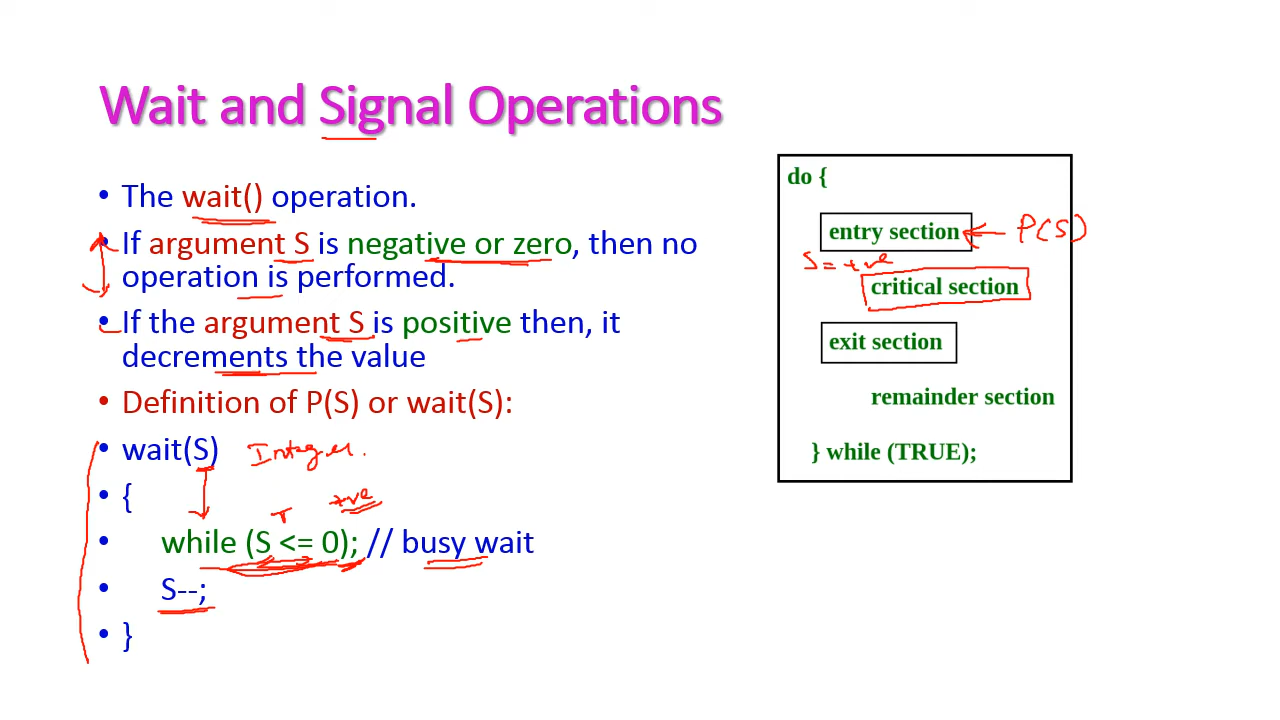 Wait and Signal Operations
• The wait() operation.
• If argument S is negative or zero, then no
operation is performed.
• If the argument S is positive then, it
decrements the value
• Definition of P(S) or wait(S):
• wait(S) Integer.
• {
+ve
T
• while (S <= 0); // busy wait
• S--;
• }
do {
entry section P(S)
S = +ve
critical section
exit section
remainder section
} while (TRUE);